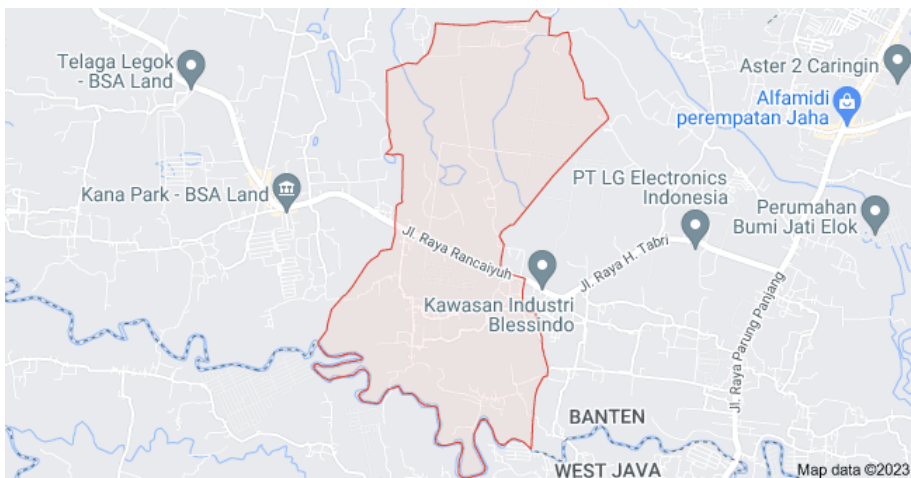 Telaga Legok
- BSA Land
Aster 2 Caringin
Alfamidi
perempatan Jaha
PT LG Electronics
Indonesia
Kana Park - BSA Land
Perumahan
Bumi Jati Elok
Jl. Raya Rancaiyuh
Jl. Raya H. Tabri
Kawasan Industri
Blessindo
Jl. Raya Parung Panjang
BANTEN
WEST JAVA
Map data ©2023